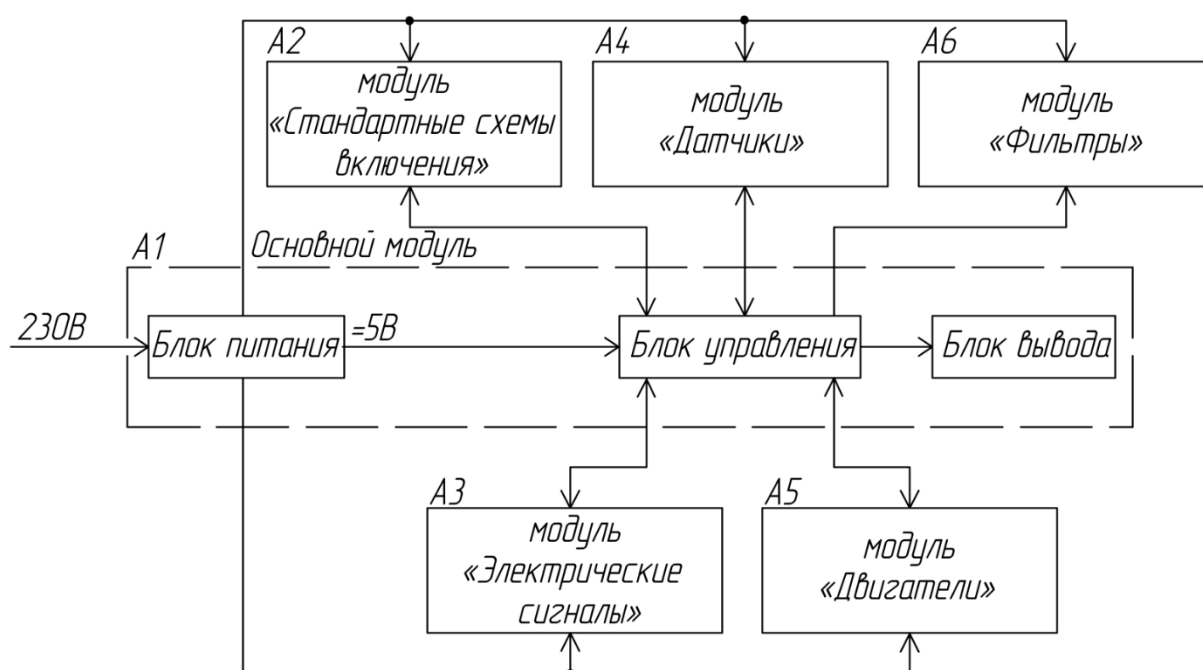 А2
модуль
«Стандартные схемы
включения»
А4
модуль
«Датчики»
А6
модуль
«Фильтры»
А1
Основной модуль
230В
Блок питания
=5В
Блок управления
Блок вывода
А3
модуль
«Электрические
сигналы»
А5
модуль
«Двигатели»